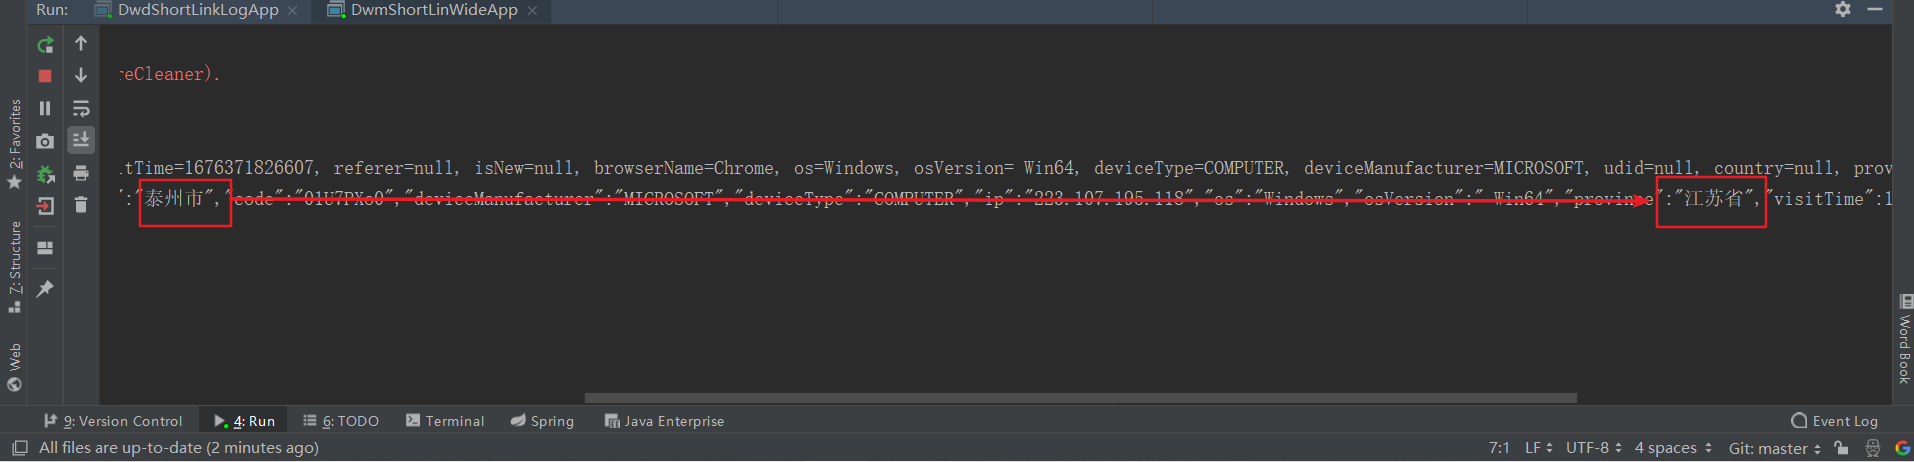 Run: DwdShortLinkLogApp × DwmShortLinWideApp ×
reCleaner).
itTime=1676371826607, referer=null, isNew=null, browserName=Chrome, os=Windows, osVersion= Win64, deviceType=COMPUTER, deviceManufacturer=MICROSOFT, udid=null, country=null, prov
":"泰州市","code":"01U7PXo0","deviceManufacturer":"MICROSOFT","deviceType":"COMPUTER","ip":"223.107.195.118","os":"Windows","osVersion":" Win64","province":"江苏省","visitTime":1
2: Favorites
Z: Structure
Web
Word Book
9: Version Control 4: Run 6: TODO Terminal Spring Java Enterprise Event Log
All files are up-to-date (2 minutes ago) 7:1 LF UTF-8 4 spaces Git: master